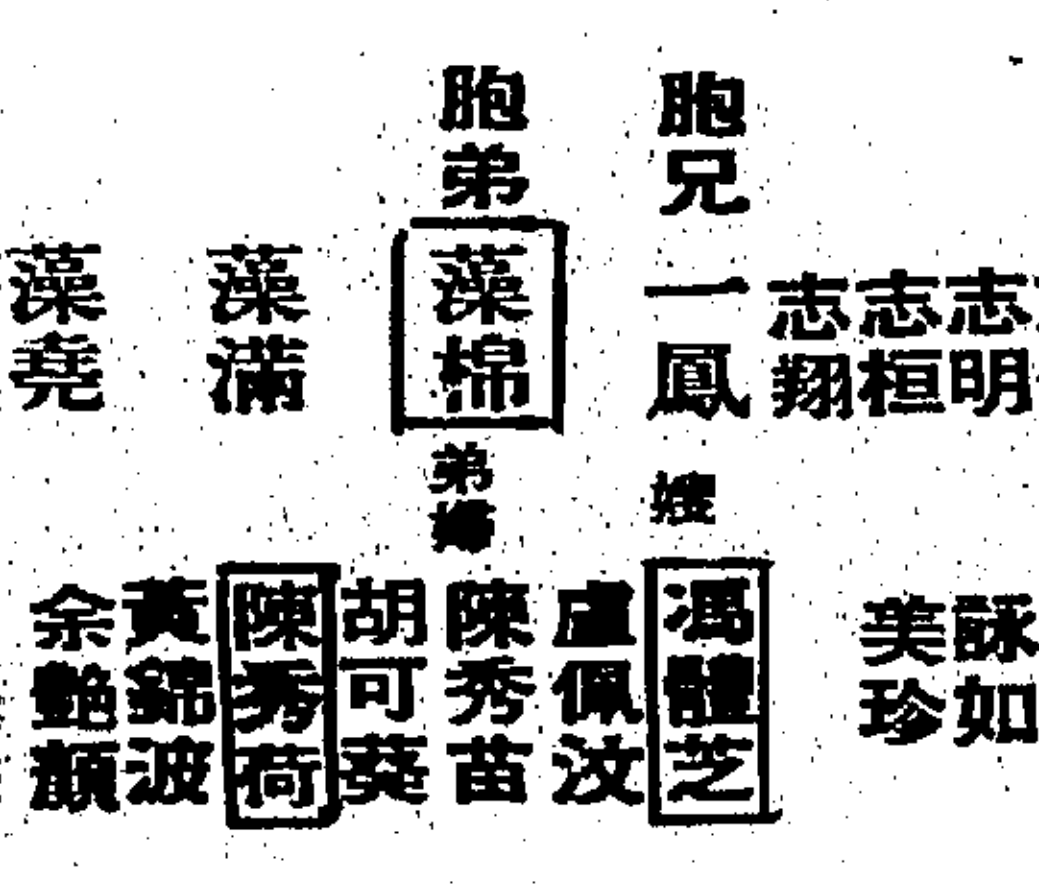 胞兄
一鳳
志明
志桓
志翔
胞弟
藻棉
藻滿
藻堯
嫂
馮體芝
盧佩汶
弟婦
陳秀苗
胡可葵
陳秀荷
黃錦波
余艷顏
詠如
美珍